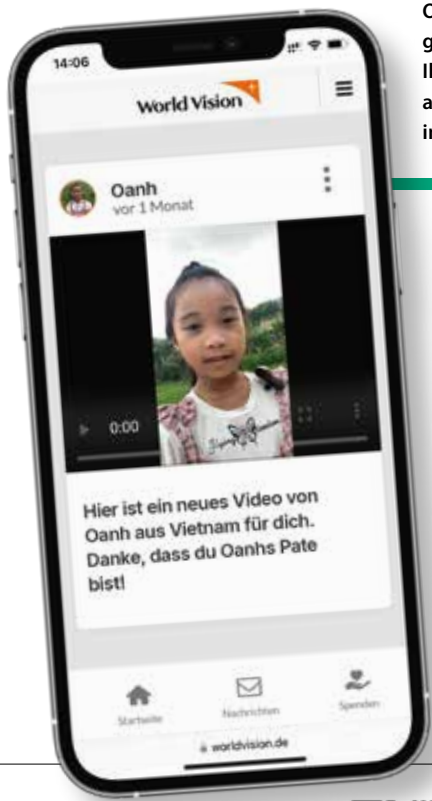 14:06
World Vision
Oanh
vor 1 Monat
0:00
Hier ist ein neues Video von
Oanh aus Vietnam für dich.
Danke, dass du Oanhs Pate
bist!
Startseite
Nachrichten
Spenden
worldvision.de